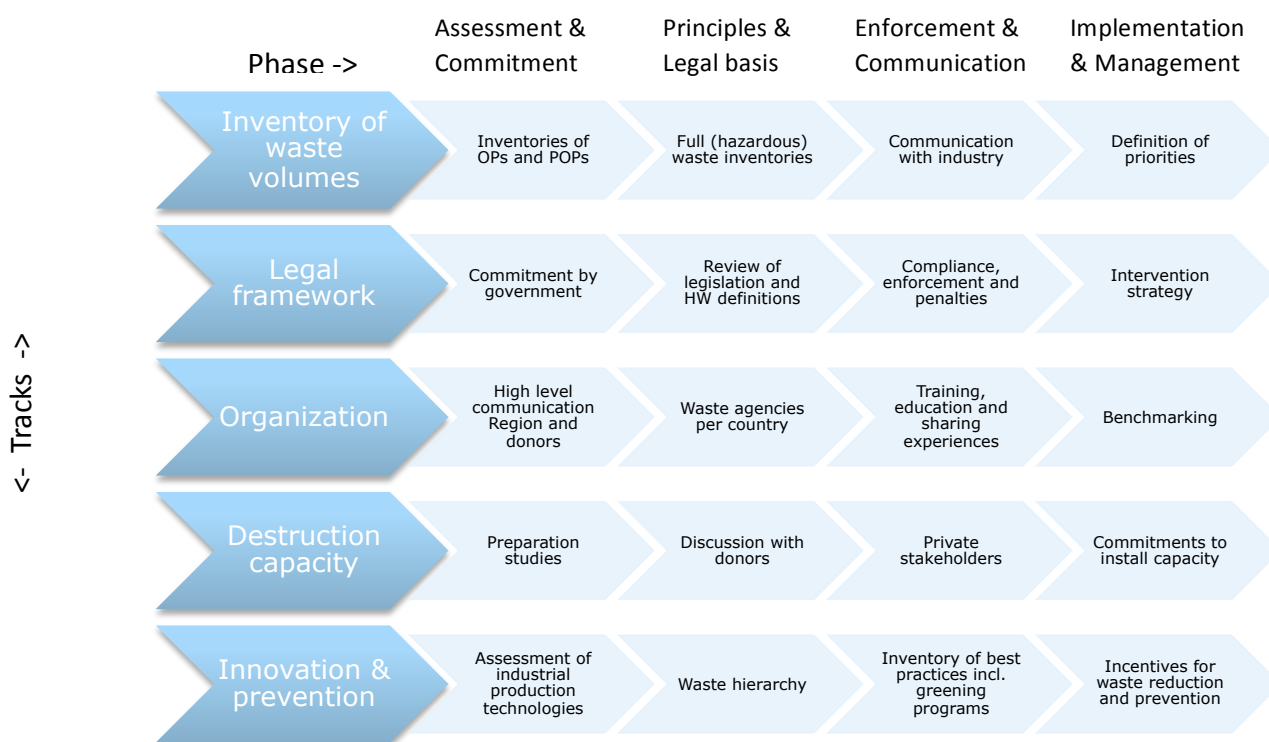 Assessment &
Commitment
Principles &
Legal basis
Enforcement &
Communication
Implementation
& Management
Phase ->
<- Tracks ->
Inventory of
waste
volumes
Inventories of
OPs and POPs
Full (hazardous)
waste inventories
Communication
with industry
Definition of
priorities
Legal
framework
Commitment by
government
Review of
legislation and
HW definitions
Compliance,
enforcement and
penalties
Intervention
strategy
Organization
High level
communication
Region and
donors
Waste agencies
per country
Training,
education and
sharing
experiences
Benchmarking
Destruction
capacity
Preparation
studies
Discussion with
donors
Private
stakeholders
Commitments to
install capacity
Innovation &
prevention
Assessment of
industrial
production
technologies
Waste hierarchy
Inventory of best
practices incl.
greening
programs
Incentives for
waste reduction
and prevention